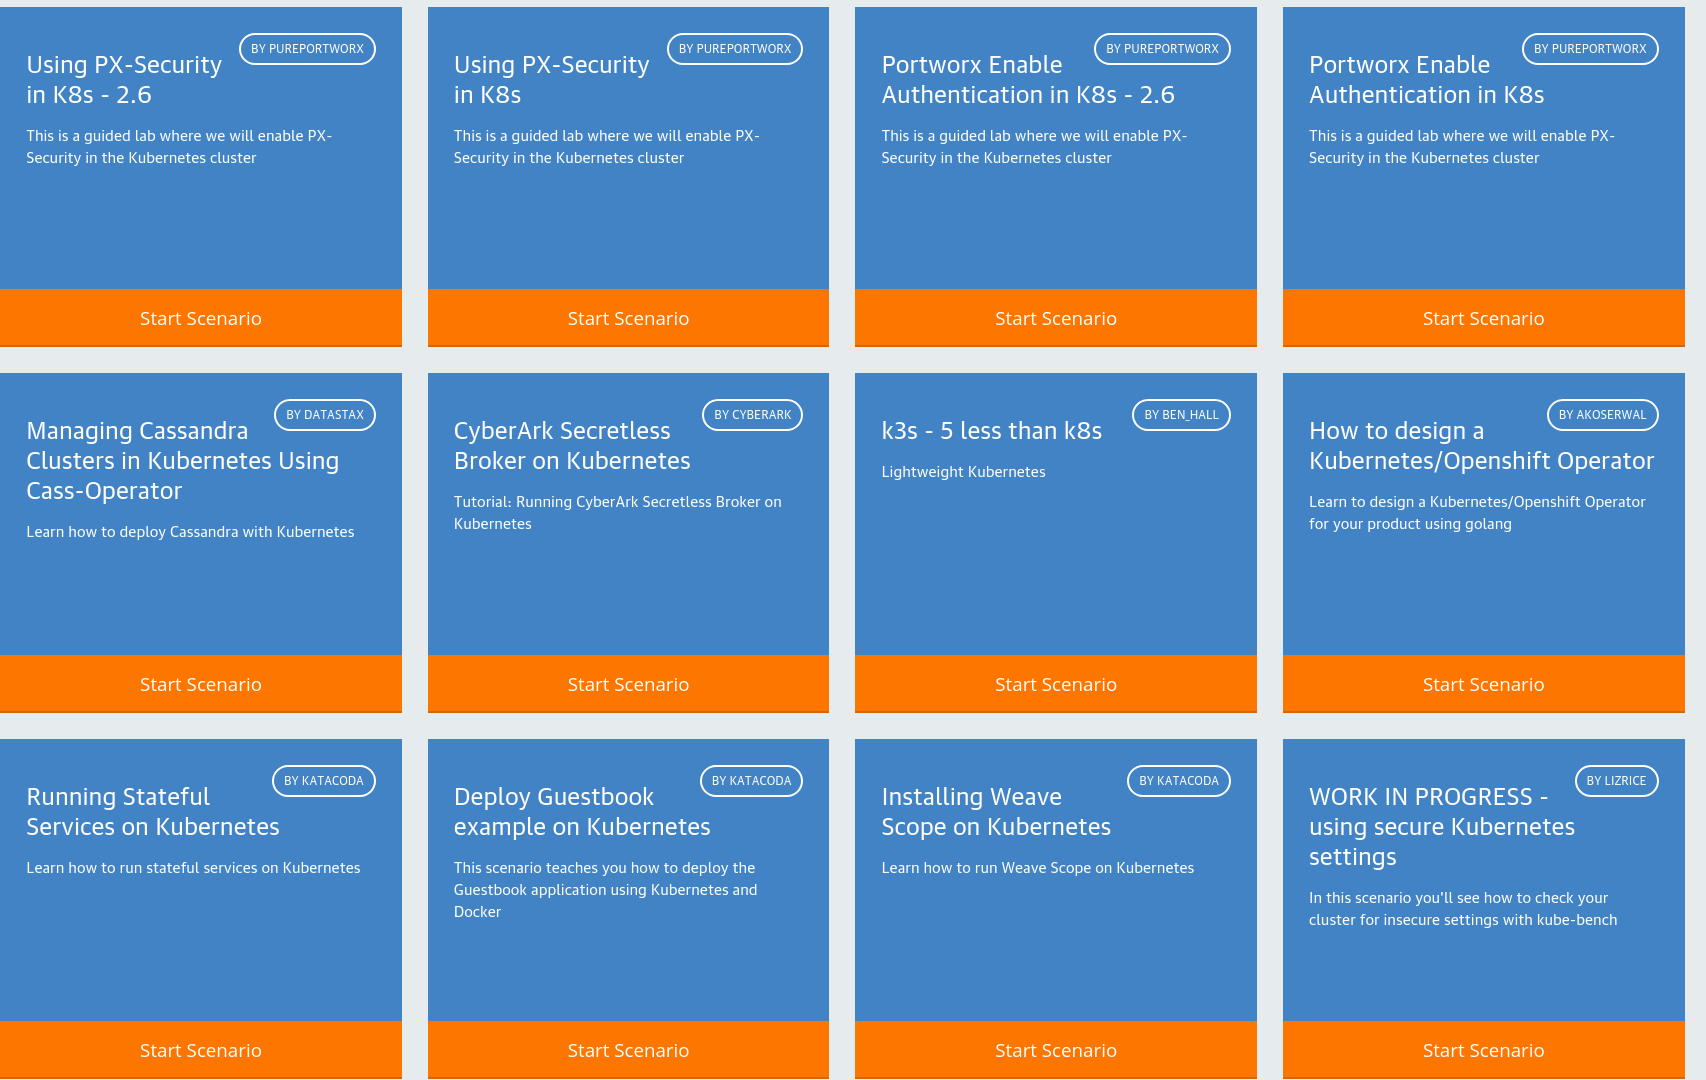 BY PUREPORTWORX
Using PX-Security
in K8s - 2.6
This is a guided lab where we will enable PX-
Security in the Kubernetes cluster
Start Scenario
BY PUREPORTWORX
Using PX-Security
in K8s
This is a guided lab where we will enable PX-
Security in the Kubernetes cluster
Start Scenario
BY PUREPORTWORX
Portworx Enable
Authentication in K8s - 2.6
This is a guided lab where we will enable PX-
Security in the Kubernetes cluster
Start Scenario
BY PUREPORTWORX
Portworx Enable
Authentication in K8s
This is a guided lab where we will enable PX-
Security in the Kubernetes cluster
Start Scenario
BY DATASTAX
Managing Cassandra
Clusters in Kubernetes Using
Cass-Operator
Learn how to deploy Cassandra with Kubernetes
Start Scenario
BY CYBERARK
CyberArk Secretless
Broker on Kubernetes
Tutorial: Running CyberArk Secretless Broker on
Kubernetes
Start Scenario
BY BEN_HALL
k3s - 5 less than k8s
Lightweight Kubernetes
Start Scenario
BY AKOSERWAL
How to design a
Kubernetes/Openshift Operator
Learn to design a Kubernetes/Openshift Operator
for your product using golang
Start Scenario
BY KATACODA
Running Stateful
Services on Kubernetes
Learn how to run stateful services on Kubernetes
Start Scenario
BY KATACODA
Deploy Guestbook
example on Kubernetes
This scenario teaches you how to deploy the
Guestbook application using Kubernetes and
Docker
Start Scenario
BY KATACODA
Installing Weave
Scope on Kubernetes
Learn how to run Weave Scope on Kubernetes
Start Scenario
BY LIZRICE
WORK IN PROGRESS -
using secure Kubernetes
settings
In this scenario you'll see how to check your
cluster for insecure settings with kube-bench
Start Scenario